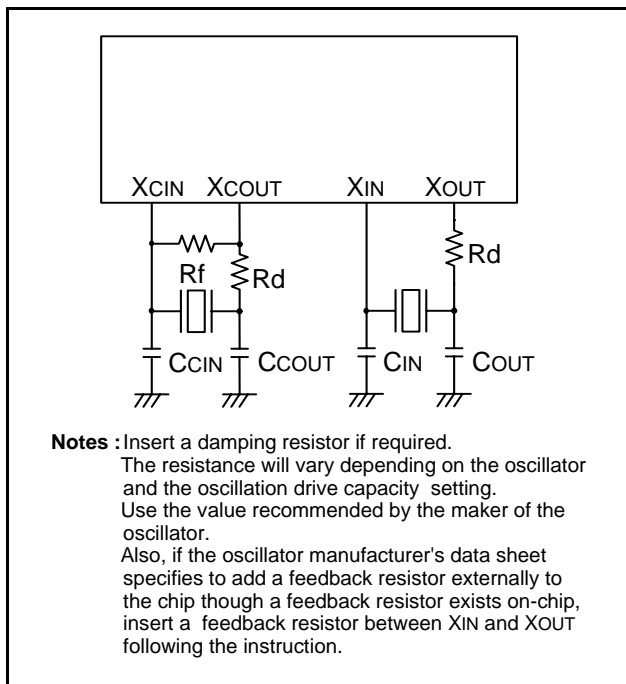 XCIN XCOUT XIN XOUT
Rf Rd Rd
CCIN CCOUT CIN COUT
Notes : Insert a damping resistor if required.
The resistance will vary depending on the oscillator
and the oscillation drive capacity setting.
Use the value recommended by the maker of the
oscillator.
Also, if the oscillator manufacturer's data sheet
specifies to add a feedback resistor externally to
the chip though a feedback resistor exists on-chip,
insert a feedback resistor between XIN and XOUT
following the instruction.